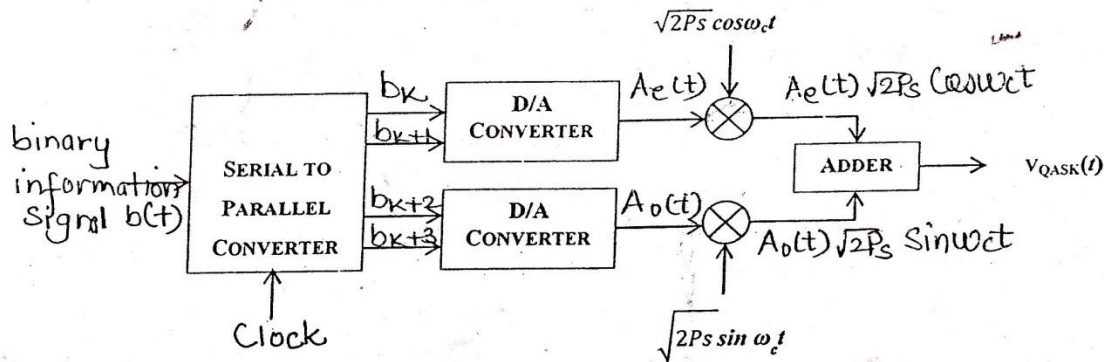 √2Ps cosωct
bK
D/A
CONVERTER
Ae(t)
Ae(t) √2Ps Cosωct
bK+1
binary
information
Signal b(t)
SERIAL TO
PARALLEL
CONVERTER
ADDER
VQASK(t)
bK+2
D/A
CONVERTER
Ao(t)
bK+3
Ao(t) √2Ps Sinωct
Clock
√2Ps sin ωct